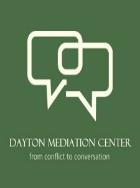 DAYTON MEDIATION CENTER
from conflict to conversation